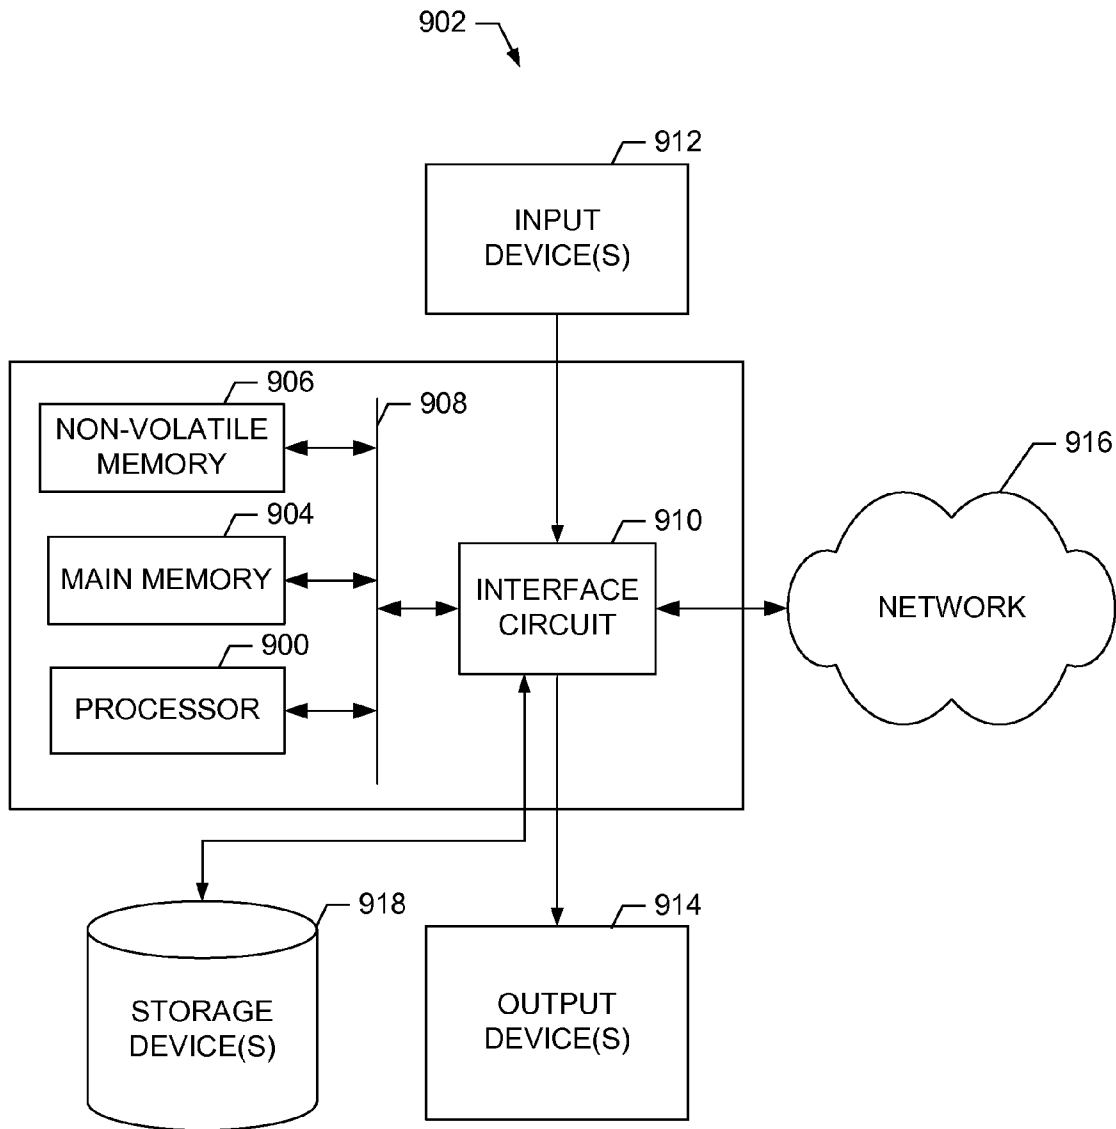 902
912
INPUT
DEVICE(S)
906
NON-VOLATILE
MEMORY
908
904
MAIN MEMORY
900
PROCESSOR
910
INTERFACE
CIRCUIT
916
NETWORK
918
STORAGE
DEVICE(S)
914
OUTPUT
DEVICE(S)